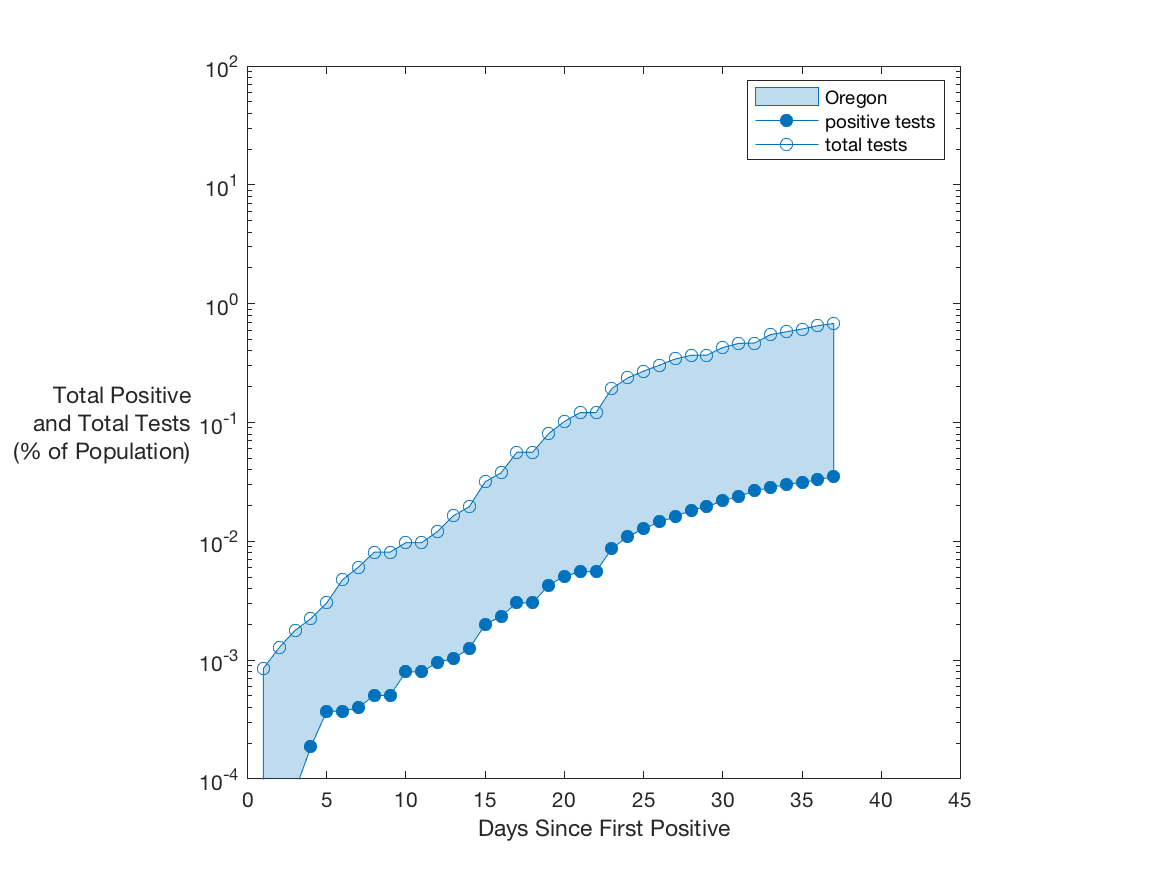 10^2
10^1
10^0
10^-1
10^-2
10^-3
10^-4
Total Positive
and Total Tests
(% of Population)
Oregon
positive tests
total tests
0 5 10 15 20 25 30 35 40 45
Days Since First Positive